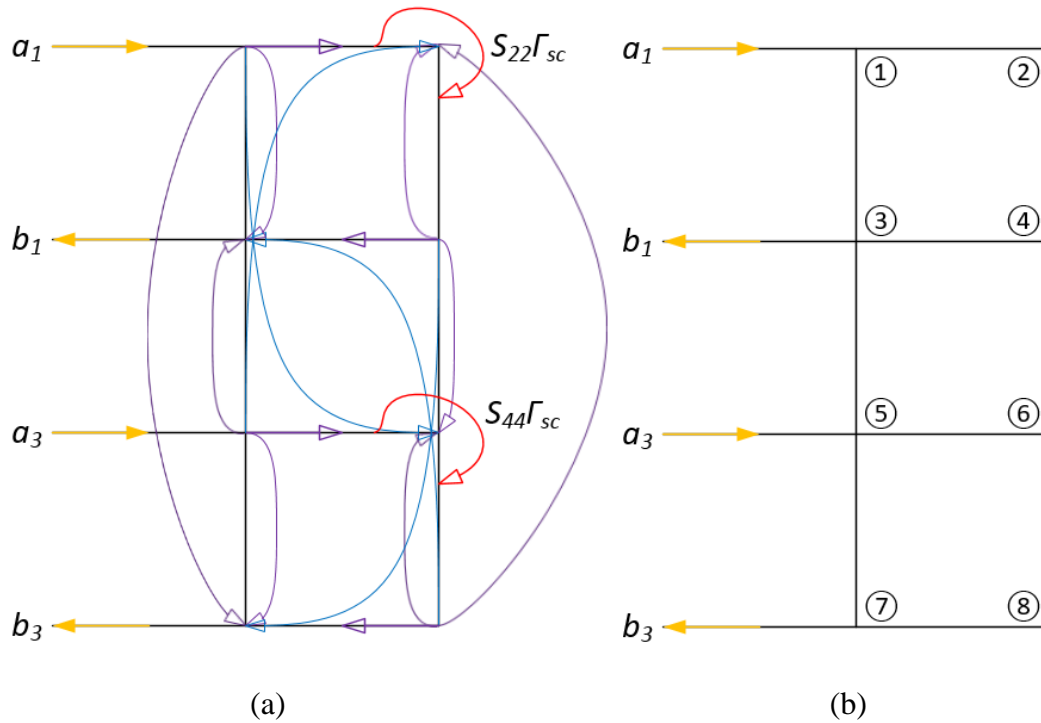 a₁
S₂₂Γsc
b₁
a₃
S₄₄Γsc
b₃
(a)
a₁
① ②
b₁
③ ④
a₃
⑤ ⑥
b₃
⑦ ⑧
(b)